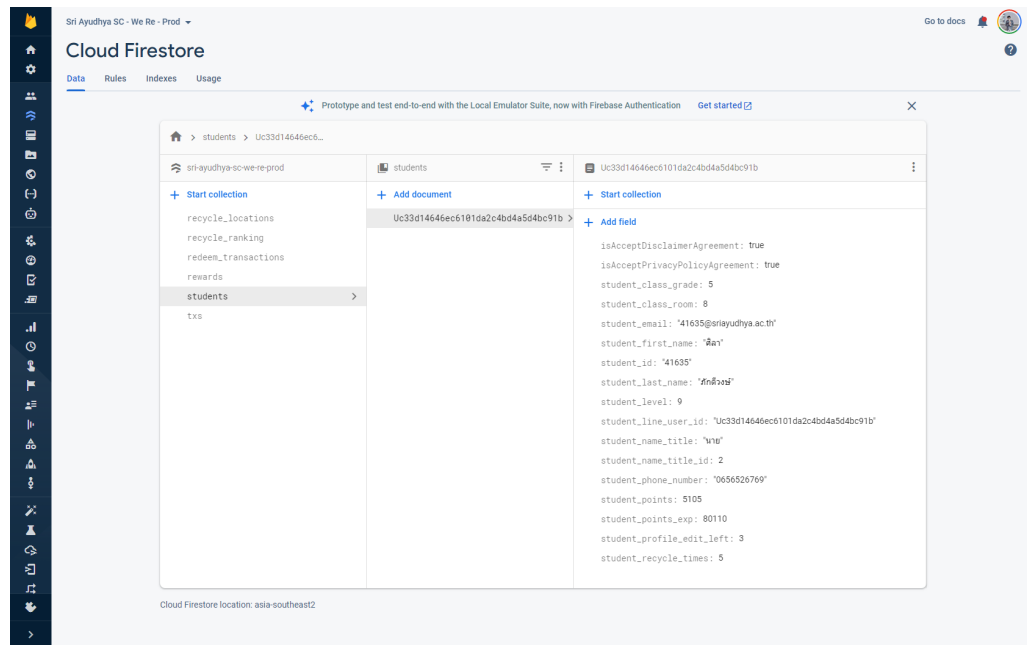 Sri Ayudhya SC - We Re - Prod
Go to docs
Cloud Firestore
Data Rules Indexes Usage
Prototype and test end-to-end with the Local Emulator Suite, now with Firebase Authentication Get started
students > Uc33d14646ec6...
sri-ayudhya-sc-we-re-prod
+ Start collection
recycle_locations
recycle_ranking
redeem_transactions
rewards
students
txs
students
+ Add document
Uc33d14646ec6101da2c4bd4a5d4bc91b
Uc33d14646ec6101da2c4bd4a5d4bc91b
+ Start collection
+ Add field
isAcceptDisclaimerAgreement: true
isAcceptPrivacyPolicyAgreement: true
student_class_grade: 5
student_class_room: 8
student_email: "41635@sriayudhya.ac.th"
student_first_name: "ศิลา"
student_id: "41635"
student_last_name: "ภักดีวงษ์"
student_level: 9
student_line_user_id: "Uc33d14646ec6101da2c4bd4a5d4bc91b"
student_name_title: "นาย"
student_name_title_id: 2
student_phone_number: "0656526769"
student_points: 5105
student_points_exp: 80110
student_profile_edit_left: 3
student_recycle_times: 5
Cloud Firestore location: asia-southeast2